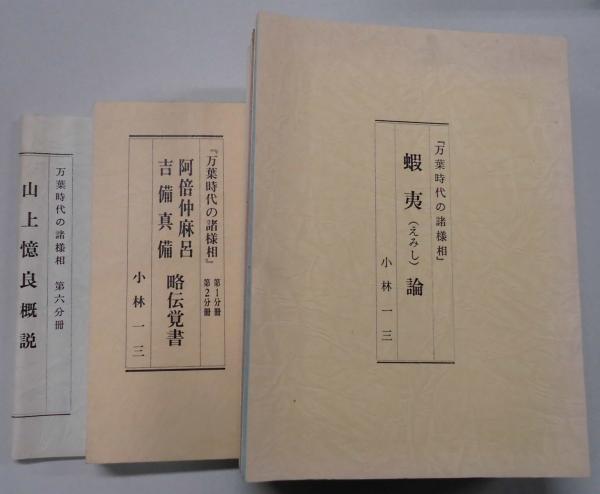 『万葉時代の諸様相』
蝦夷（えみし）論
小林一三
『万葉時代の諸様相』 第1分冊 第2分冊
阿倍仲麻呂
吉備真備
略伝覚書
小林一三
万葉時代の諸様相 第六分冊
山上憶良概説